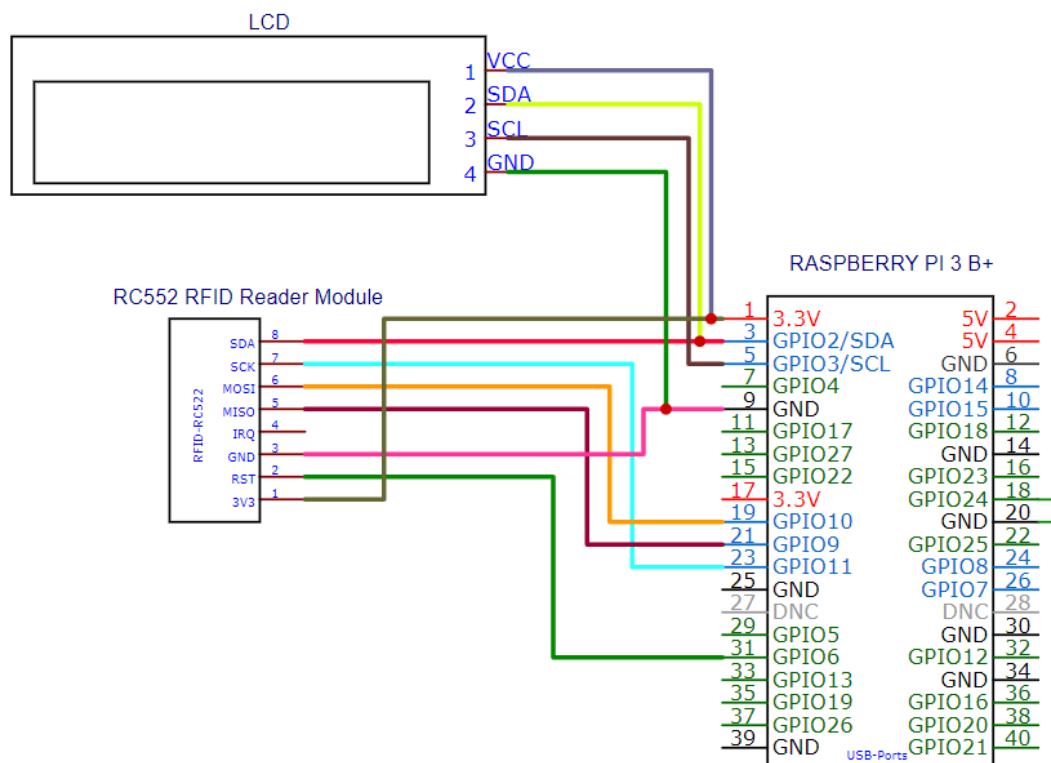 LCD
1 VCC
2 SDA
3 SCL
4 GND
RASPBERRY PI 3 B+
RC552 RFID Reader Module
RFID-RC522
SDA 8
SCK 7
MOSI 6
MISO 5
IRQ 4
GND 3
RST 2
3V3 1
1 3.3V 5V 2
3 GPIO2/SDA 5V 4
5 GPIO3/SCL GND 6
7 GPIO4 GPIO14 8
9 GND GPIO15 10
11 GPIO17 GPIO18 12
13 GPIO27 GND 14
15 GPIO22 GPIO23 16
17 3.3V GPIO24 18
19 GPIO10 GND 20
21 GPIO9 GPIO25 22
23 GPIO11 GPIO8 24
25 GND GPIO7 26
27 DNC DNC 28
29 GPIO5 GND 30
31 GPIO6 GPIO12 32
33 GPIO13 GND 34
35 GPIO19 GPIO16 36
37 GPIO26 GPIO20 38
39 GND GPIO21 40
USB-Ports